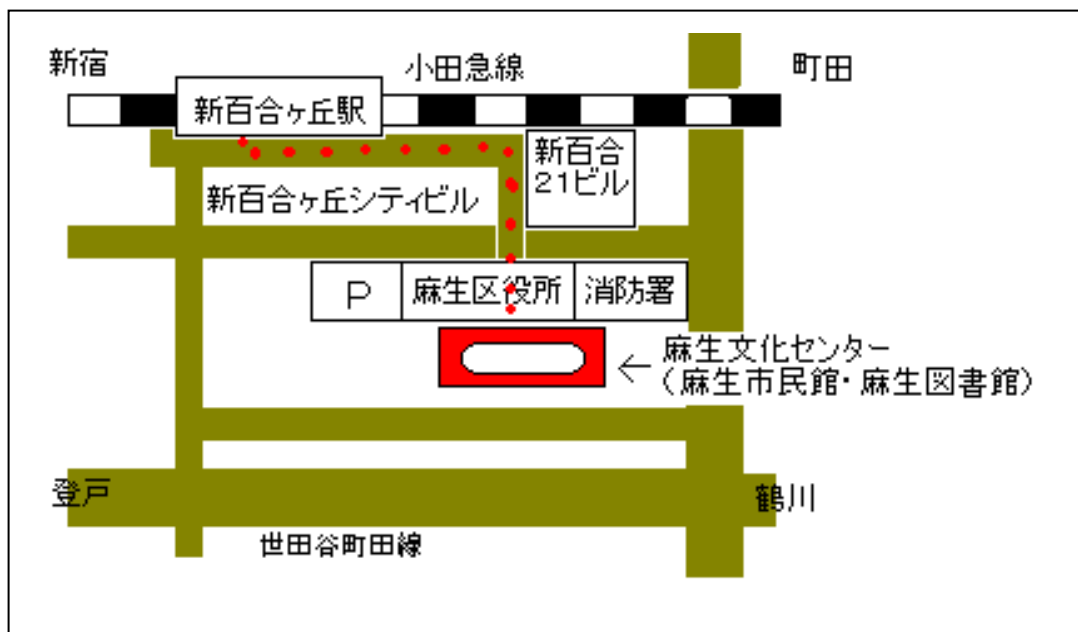 新宿
小田急線
町田
新百合ヶ丘駅
新百合
21ビル
新百合ヶ丘シティビル
P
麻生区役所
消防署
麻生文化センター
(麻生市民館・麻生図書館)
登戸
鶴川
世田谷町田線